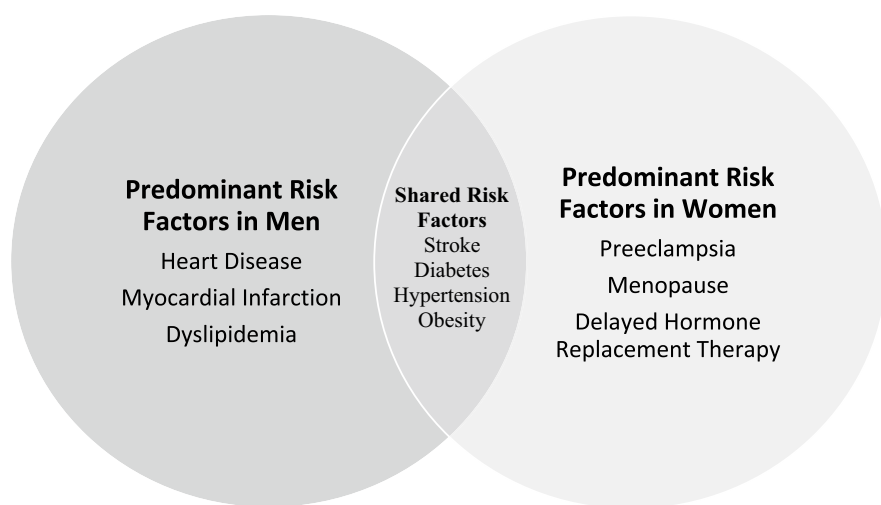 Predominant Risk
Factors in Men
Heart Disease
Myocardial Infarction
Dyslipidemia
Shared Risk
Factors
Stroke
Diabetes
Hypertension
Obesity
Predominant Risk
Factors in Women
Preeclampsia
Menopause
Delayed Hormone
Replacement Therapy